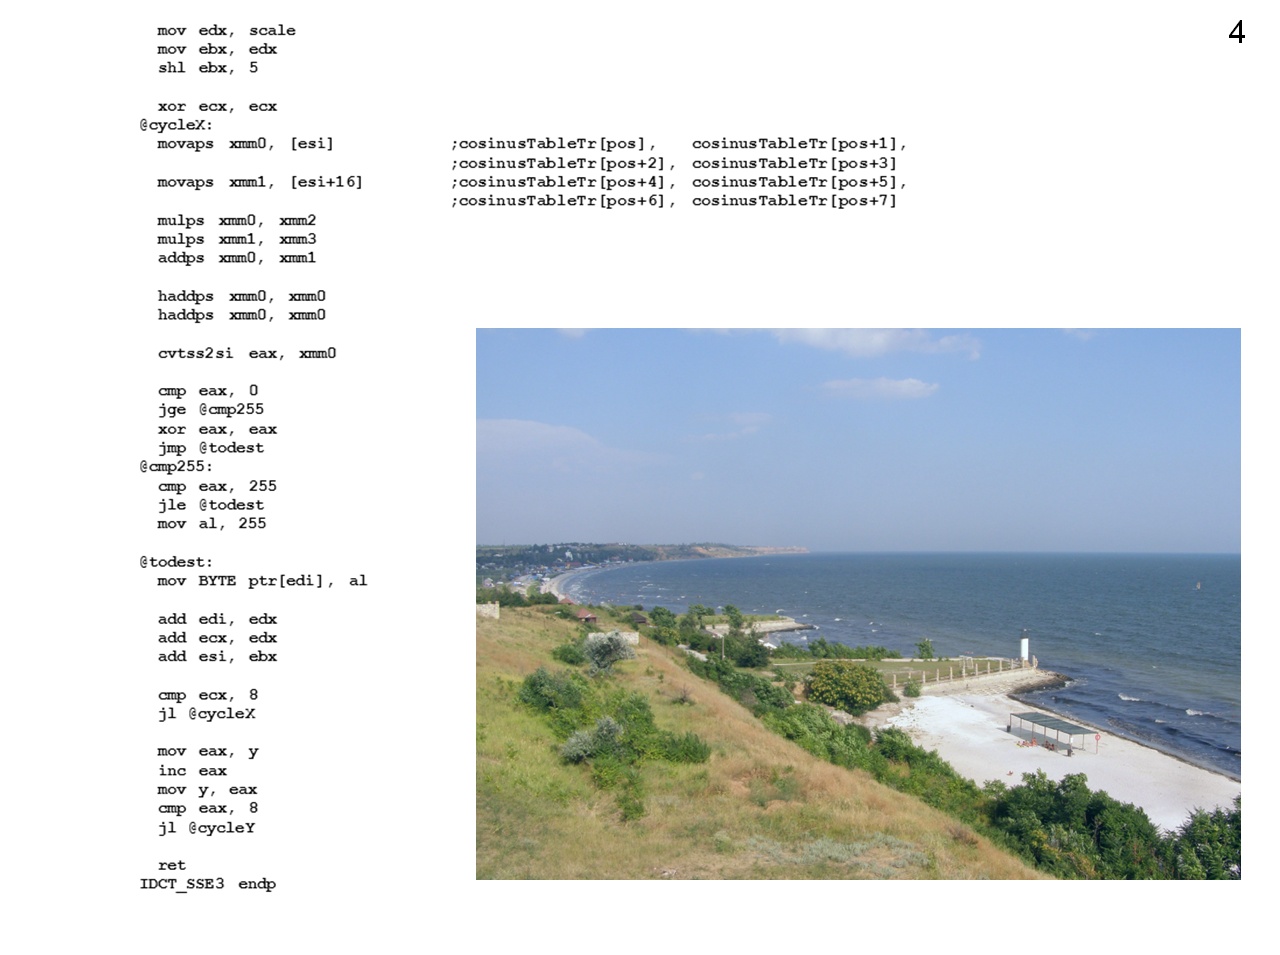 4
mov edx, scale
mov ebx, edx
shl ebx, 5
xor ecx, ecx
@cycleX:
movaps xmm0, [esi] ;cosinusTableTr[pos], cosinusTableTr[pos+1],
;cosinusTableTr[pos+2], cosinusTableTr[pos+3]
movaps xmm1, [esi+16] ;cosinusTableTr[pos+4], cosinusTableTr[pos+5],
;cosinusTableTr[pos+6], cosinusTableTr[pos+7]
mulps xmm0, xmm2
mulps xmm1, xmm3
addps xmm0, xmm1
haddps xmm0, xmm0
haddps xmm0, xmm0
cvtss2si eax, xmm0
cmp eax, 0
jge @cmp255
xor eax, eax
jmp @todest
@cmp255:
cmp eax, 255
jle @todest
mov al, 255
@todest:
mov BYTE ptr[edi], al
add edi, edx
add ecx, edx
add esi, ebx
cmp ecx, 8
jl @cycleX
mov eax, y
inc eax
mov y, eax
cmp eax, 8
jl @cycleY
ret
IDCT_SSE3 endp